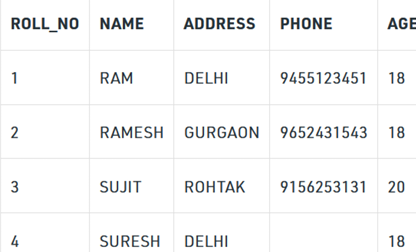 ROLL_NO NAME ADDRESS PHONE AGE
1 RAM DELHI 9455123451 18
2 RAMESH GURGAON 9652431543 18
3 SUJIT ROHTAK 9156253131 20
4 SURESH DELHI 18